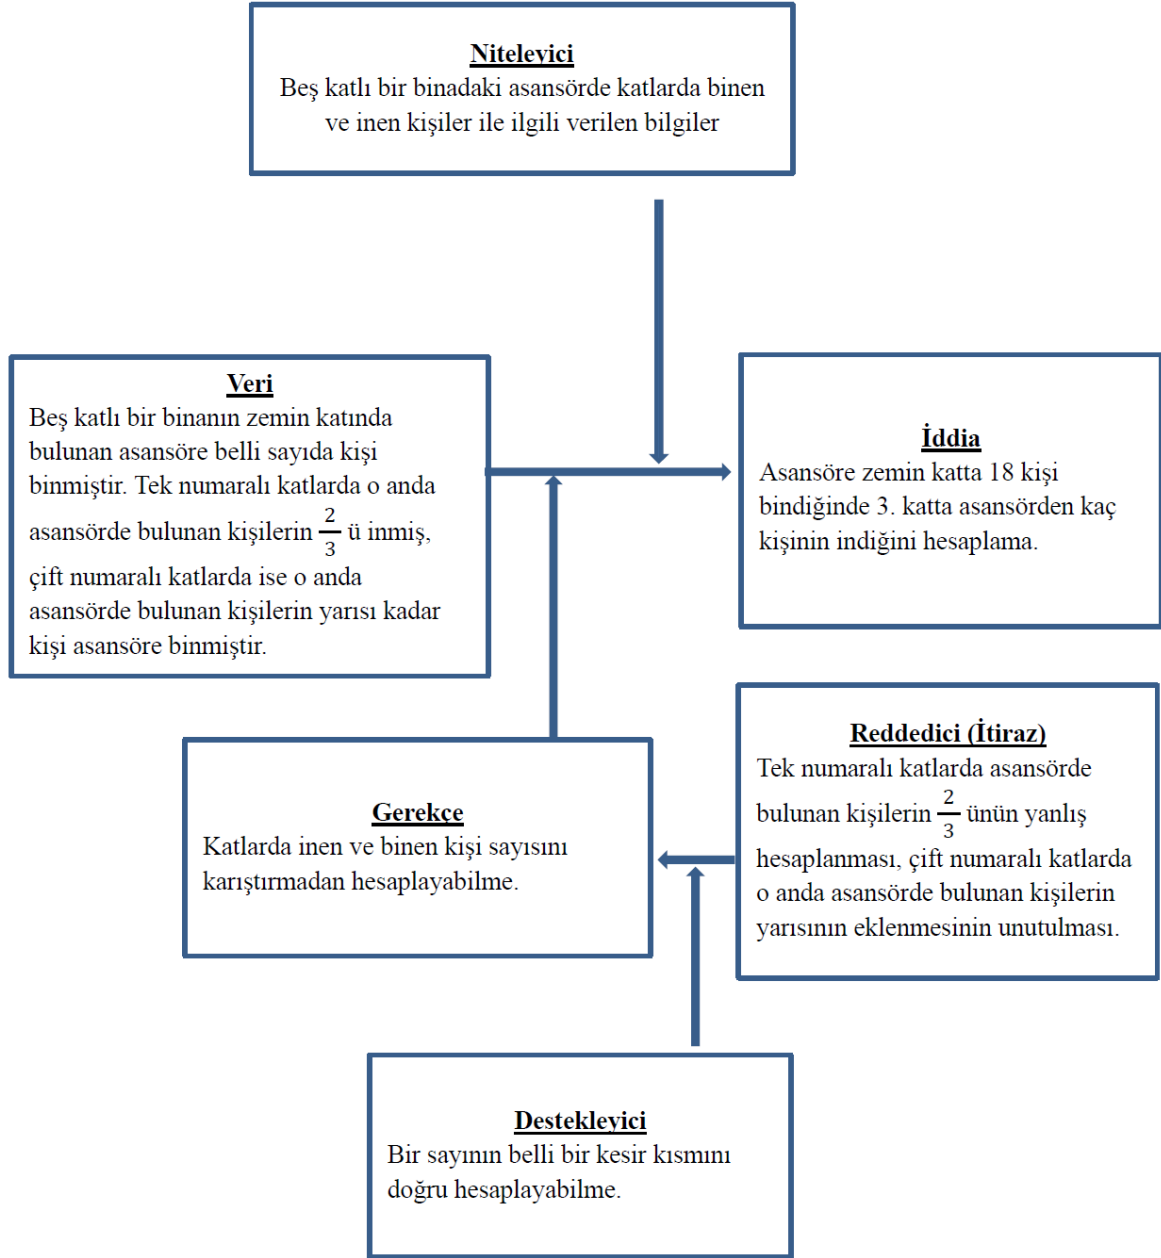 Niteleyici
Beş katlı bir binadaki asansörde katlarda binen
ve inen kişiler ile ilgili verilen bilgiler
Veri
Beş katlı bir binanın zemin katında
bulunan asansöre belli sayıda kişi
binmiştir. Tek numaralı katlarda o anda
asansörde bulunan kişilerin 2/3 ü inmiş,
çift numaralı katlarda ise o anda
asansörde bulunan kişilerin yarısı kadar
kişi asansöre binmiştir.
İddia
Asansöre zemin katta 18 kişi
bindiğinde 3. katta asansörden kaç
kişinin indiğini hesaplama.
Reddedici (İtiraz)
Tek numaralı katlarda asansörde
bulunan kişilerin 2/3 ünün yanlış
hesaplanması, çift numaralı katlarda
o anda asansörde bulunan kişilerin
yarısının eklenmesinin unutulması.
Gerekçe
Katlarda inen ve binen kişi sayısını
karıştırmadan hesaplayabilme.
Destekleyici
Bir sayının belli bir kesir kısmını
doğru hesaplayabilme.